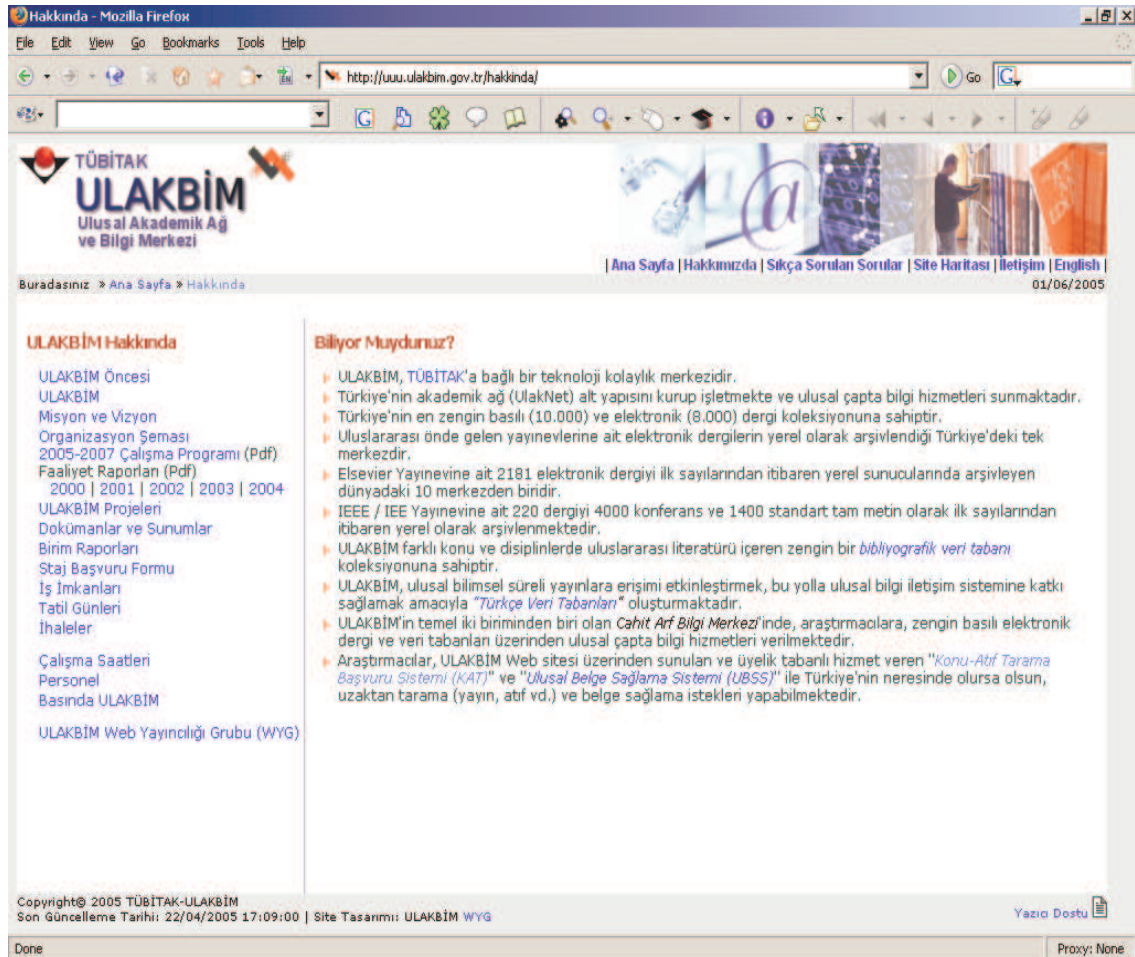 Hakkında - Mozilla Firefox
File Edit View Go Bookmarks Tools Help
http://uuu.ulakbim.gov.tr/hakkinda/
Go
TÜBİTAK
ULAKBİM
Ulusal Akademik Ağ
ve Bilgi Merkezi
| Ana Sayfa | Hakkımızda | Sıkça Sorulan Sorular | Site Haritası | İletişim | English |
Buradasınız » Ana Sayfa » Hakkında
01/06/2005
ULAKBİM Hakkında
ULAKBİM Öncesi
ULAKBİM
Misyon ve Vizyon
Organizasyon Şeması
2005-2007 Çalışma Programı (Pdf)
Faaliyet Raporları (Pdf)
2000 | 2001 | 2002 | 2003 | 2004
ULAKBİM Projeleri
Dokümanlar ve Sunumlar
Birim Raporları
Staj Başvuru Formu
İş İmkanları
Tatil Günleri
İhaleler
Çalışma Saatleri
Personel
Basında ULAKBİM
ULAKBİM Web Yayıncılığı Grubu (WYG)
Biliyor Muydunuz?
ULAKBİM, TÜBİTAK'a bağlı bir teknoloji kolaylık merkezidir.
Türkiye'nin akademik ağ (UlakNet) alt yapısını kurup işletmekte ve ulusal çapta bilgi hizmetleri sunmaktadır.
Türkiye'nin en zengin basılı (10.000) ve elektronik (8.000) dergi koleksiyonuna sahiptir.
Uluslararası önde gelen yayınevlerine ait elektronik dergilerin yerel olarak arşivlendiği Türkiye'deki tek
merkezdir.
Elsevier Yayınevine ait 2181 elektronik dergiyi ilk sayılarından itibaren yerel sunucularında arşivleyen
dünyadaki 10 merkezden biridir.
IEEE / IEE Yayınevine ait 220 dergiyi 4000 konferans ve 1400 standart tam metin olarak ilk sayılarından
itibaren yerel olarak arşivlenmektedir.
ULAKBİM farklı konu ve disiplinlerde uluslararası literatürü içeren zengin bir bibliyografik veri tabanı
koleksiyonuna sahiptir.
ULAKBİM, ulusal bilimsel süreli yayınlara erişimi etkinleştirmek, bu yolla ulusal bilgi iletişim sistemine katkı
sağlamak amacıyla "Türkçe Veri Tabanları" oluşturmaktadır.
ULAKBİM'in temel iki biriminden biri olan Cahit Arf Bilgi Merkezi'inde, araştırmacılara, zengin basılı elektronik
dergi ve veri tabanları üzerinden ulusal çapta bilgi hizmetleri verilmektedir.
Araştırmacılar, ULAKBİM Web sitesi üzerinden sunulan ve üyelik tabanlı hizmet veren "Konu-Atıf Tarama
Başvuru Sistemi (KAT)" ve "Ulusal Belge Sağlama Sistemi (UBSS)" ile Türkiye'nin neresinde olursa olsun,
uzaktan tarama (yayın, atıf vd.) ve belge sağlama istekleri yapabilmektedir.
Copyright© 2005 TÜBİTAK-ULAKBİM
Son Güncelleme Tarihi: 22/04/2005 17:09:00 | Site Tasarımı: ULAKBİM WYG
Yazıcı Dostu
Done
Proxy: None